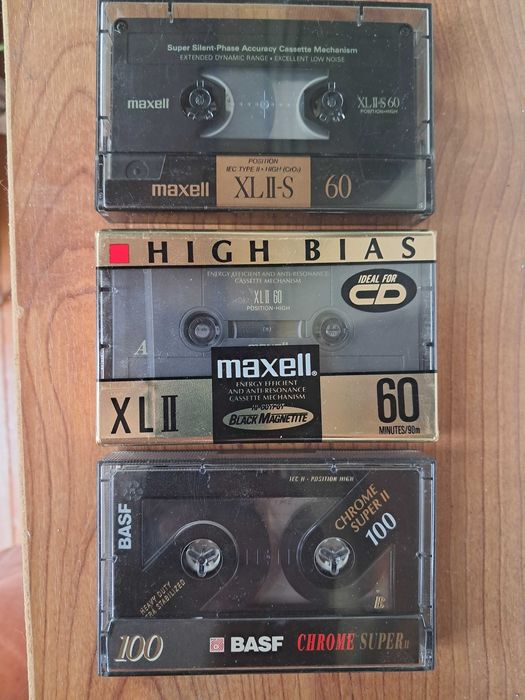 Super Silent-Phase Accuracy Cassette Mechanism
EXTENDED DYNAMIC RANGE • EXCELLENT LOW NOISE
maxell
XLII-S 60
POSITION•HIGH
POSITION
IEC TYPE II • HIGH (CrO₂)
maxell XLII-S 60
HIGH BIAS
ENERGY EFFICIENT AND ANTI-RESONANCE
CASSETTE MECHANISM
XLII 60
POSITION•HIGH
IDEAL FOR
CD
A
maxell
maxell®
ENERGY EFFICIENT
AND ANTI-RESONANCE
CASSETTE MECHANISM
HI-OUTPUT
BLACK MAGNETITE
XLII
60
MINUTES/90m
IEC II • POSITION HIGH
BASF
CHROME
SUPER II
100
HEAVY DUTY
STABILIZED
100 BASF CHROME SUPER II